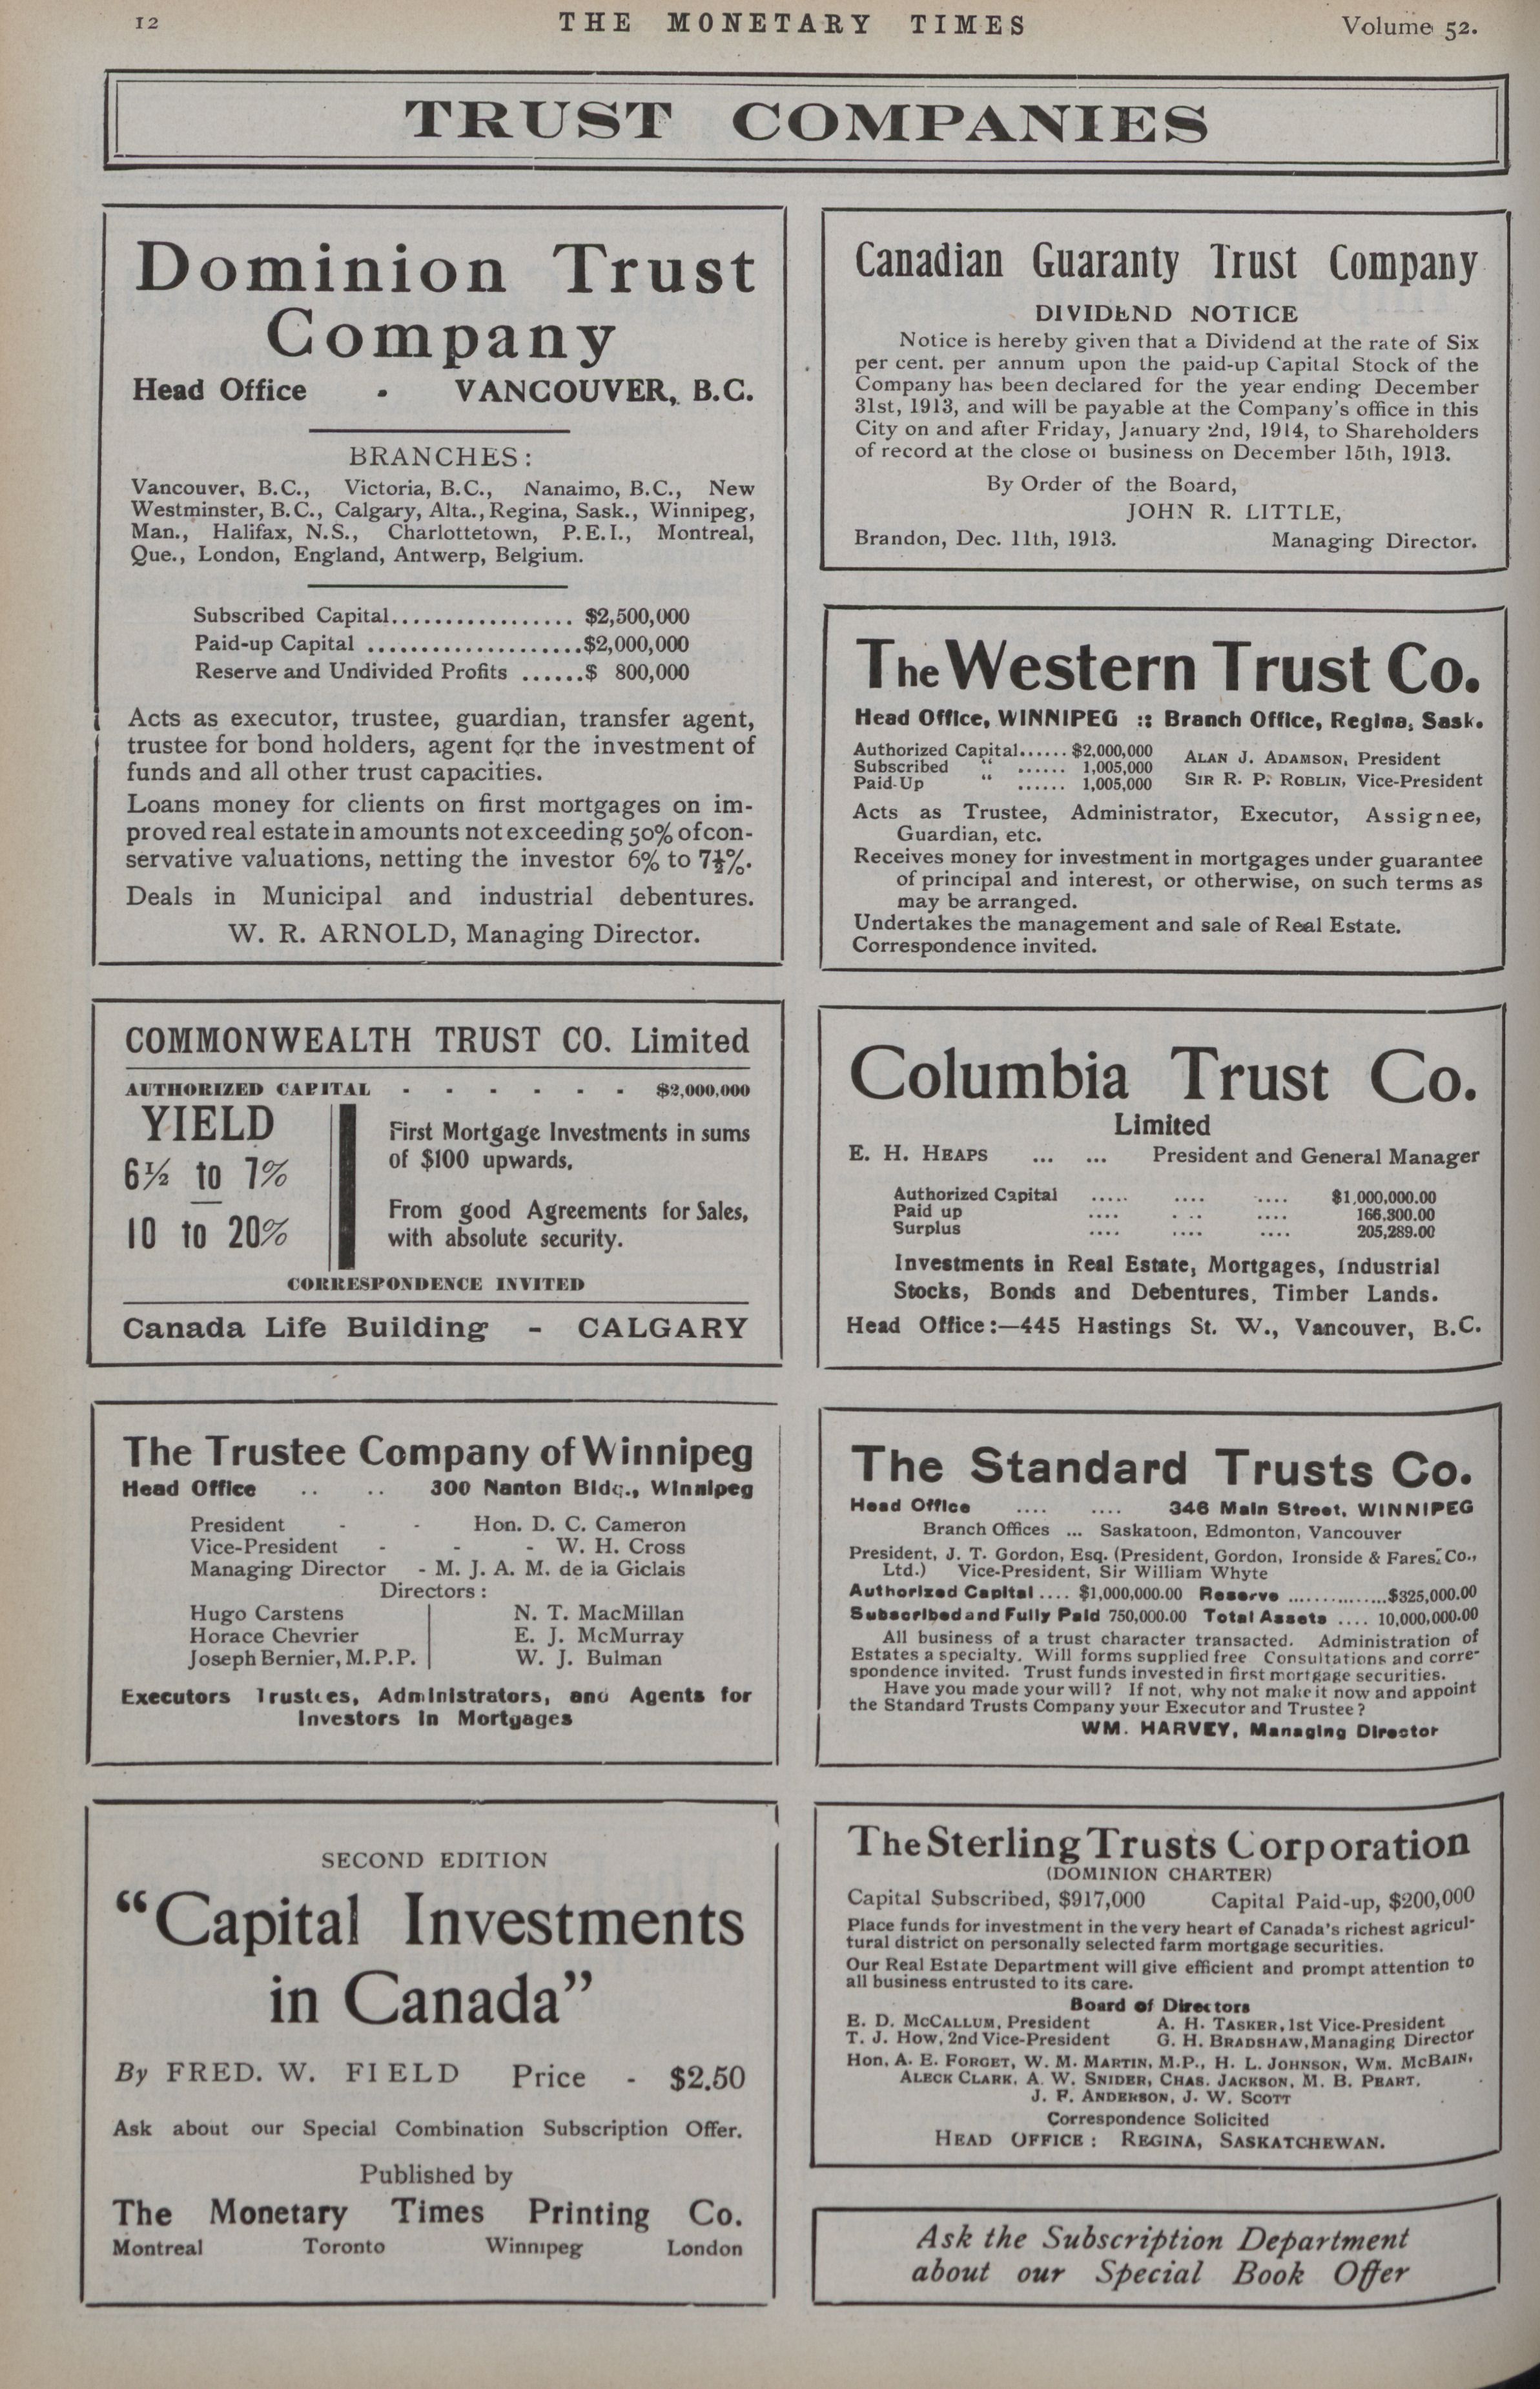 12 THE MONETARY TIMES Volume 52.
TRUST COMPANIES
Dominion Trust
Company
Head Office - VANCOUVER, B.C.
BRANCHES:
Vancouver, B.C., Victoria, B.C., Nanaimo, B.C., New
Westminster, B.C., Calgary, Alta., Regina, Sask., Winnipeg,
Man., Halifax, N.S., Charlottetown, P.E.I., Montreal,
Que., London, England, Antwerp, Belgium.
Subscribed Capital................. $2,500,000
Paid-up Capital ....................$2,000,000
Reserve and Undivided Profits ......$ 800,000
Acts as executor, trustee, guardian, transfer agent,
trustee for bond holders, agent for the investment of
funds and all other trust capacities.
Loans money for clients on first mortgages on im-
proved real estate in amounts not exceeding 50% of con-
servative valuations, netting the investor 6% to 7½%.
Deals in Municipal and industrial debentures.
W. R. ARNOLD, Managing Director.
COMMONWEALTH TRUST CO. Limited
AUTHORIZED CAPITAL - - - - - - $2,000,000
YIELD
6½ to 7%
10 to 20%
First Mortgage Investments in sums
of $100 upwards.
From good Agreements for Sales,
with absolute security.
CORRESPONDENCE INVITED
Canada Life Building - CALGARY
The Trustee Company of Winnipeg
Head Office .. .. 300 Nanton Bldg., Winnipeg
President - - Hon. D. C. Cameron
Vice-President - - - W. H. Cross
Managing Director - M. J. A. M. de la Giclais
Directors:
Hugo Carstens N. T. MacMillan
Horace Chevrier E. J. McMurray
Joseph Bernier, M.P.P. W. J. Bulman
Executors Trustees, Administrators, and Agents for
Investors in Mortgages
SECOND EDITION
"Capital Investments
in Canada"
By FRED. W. FIELD Price - $2.50
Ask about our Special Combination Subscription Offer.
Published by
The Monetary Times Printing Co.
Montreal Toronto Winnipeg London
Canadian Guaranty Trust Company
DIVIDEND NOTICE
Notice is hereby given that a Dividend at the rate of Six
per cent. per annum upon the paid-up Capital Stock of the
Company has been declared for the year ending December
31st, 1913, and will be payable at the Company's office in this
City on and after Friday, January 2nd, 1914, to Shareholders
of record at the close of business on December 15th, 1913.
By Order of the Board,
JOHN R. LITTLE,
Brandon, Dec. 11th, 1913. Managing Director.
The Western Trust Co.
Head Office, WINNIPEG :: Branch Office, Regina, Sask.
Authorized Capital...... $2,000,000
Subscribed " ...... 1,005,000
Paid-Up " ...... 1,005,000
ALAN J. ADAMSON, President
SIR R. P. ROBLIN, Vice-President
Acts as Trustee, Administrator, Executor, Assignee,
Guardian, etc.
Receives money for investment in mortgages under guarantee
of principal and interest, or otherwise, on such terms as
may be arranged.
Undertakes the management and sale of Real Estate.
Correspondence invited.
Columbia Trust Co.
Limited
E. H. HEAPS ... ... President and General Manager
Authorized Capital ..... .... .... $1,000,000.00
Paid up .... .... .... 166,300.00
Surplus .... .... .... 205,289.00
Investments in Real Estate, Mortgages, Industrial
Stocks, Bonds and Debentures, Timber Lands.
Head Office:—445 Hastings St. W., Vancouver, B.C.
The Standard Trusts Co.
Head Office .... .... 346 Main Street, WINNIPEG
Branch Offices ... Saskatoon, Edmonton, Vancouver
President, J. T. Gordon, Esq. (President, Gordon, Ironside & Fares, Co.,
Ltd.) Vice-President, Sir William Whyte
Authorized Capital .... $1,000,000.00 Reserve ...............$325,000.00
Subscribed and Fully Paid 750,000.00 Total Assets .... 10,000,000.00
All business of a trust character transacted. Administration of
Estates a specialty. Will forms supplied free Consultations and corre-
spondence invited. Trust funds invested in first mortgage securities.
Have you made your will? If not, why not make it now and appoint
the Standard Trusts Company your Executor and Trustee?
WM. HARVEY, Managing Director
The Sterling Trusts Corporation
(DOMINION CHARTER)
Capital Subscribed, $917,000 Capital Paid-up, $200,000
Place funds for investment in the very heart of Canada's richest agricul-
tural district on personally selected farm mortgage securities.
Our Real Estate Department will give efficient and prompt attention to
all business entrusted to its care.
Board of Directors
E. D. MCCALLUM, President A. H. TASKER, 1st Vice-President
T. J. How, 2nd Vice-President G. H. BRADSHAW, Managing Director
Hon. A. E. FORGET, W. M. MARTIN, M.P., H. L. JOHNSON, WM. MCBAIN,
ALECK CLARK, A. W. SNIDER, CHAS. JACKSON, M. B. PEART.
J. F. ANDERSON, J. W. SCOTT
Correspondence Solicited
HEAD OFFICE: REGINA, SASKATCHEWAN.
Ask the Subscription Department
about our Special Book Offer